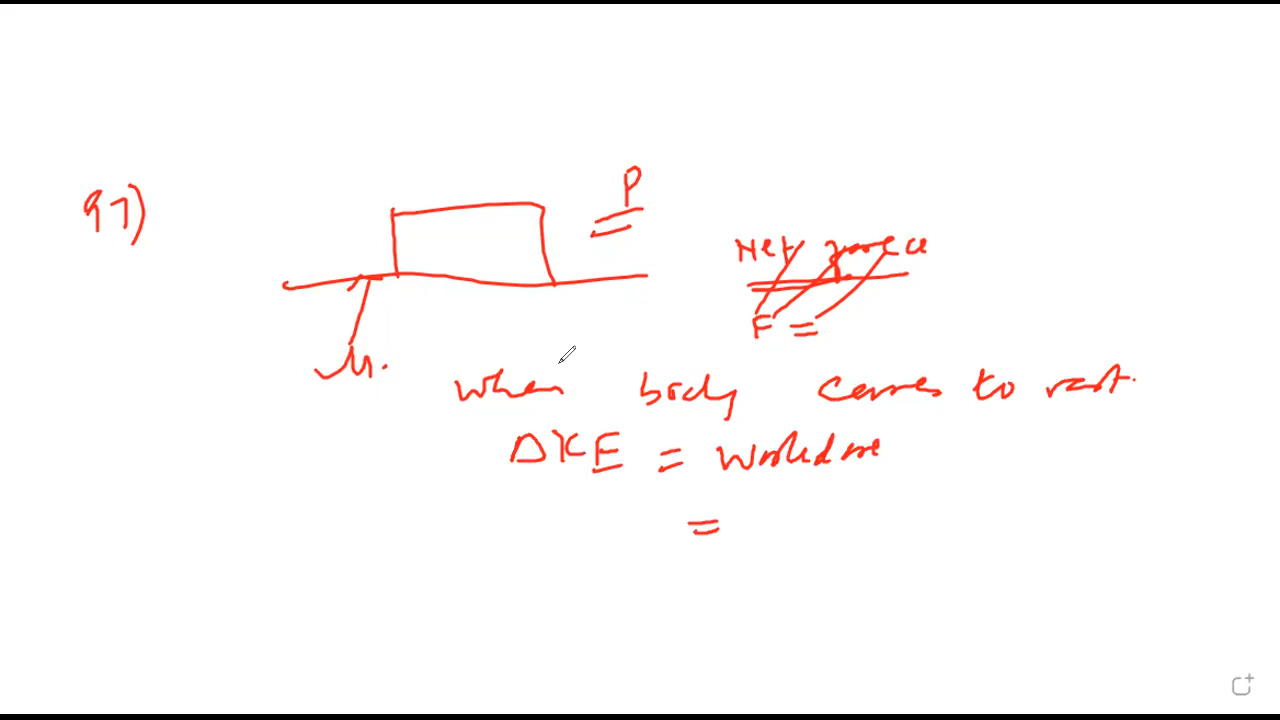 97)
P
Net force
F =
μ.
when body comes to rest.
ΔKE = Workdone
=